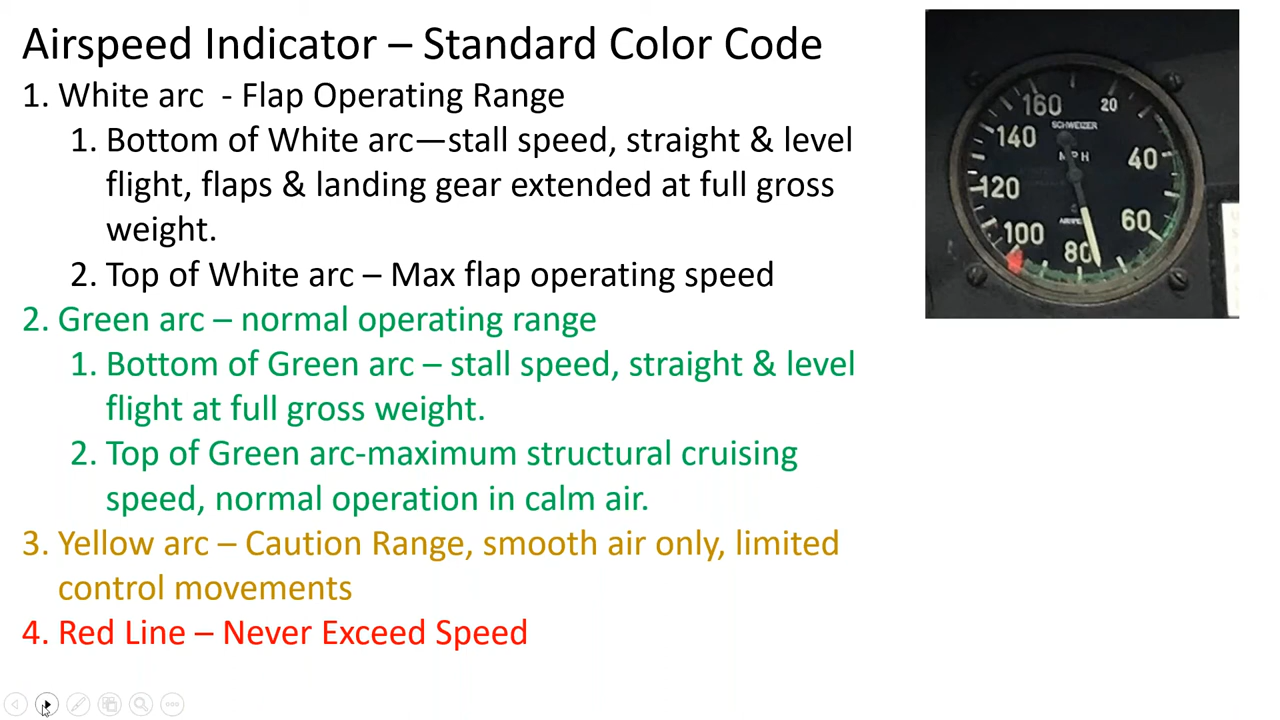 Airspeed Indicator – Standard Color Code
1. White arc - Flap Operating Range
1. Bottom of White arc—stall speed, straight & level
flight, flaps & landing gear extended at full gross
weight.
2. Top of White arc – Max flap operating speed
2. Green arc – normal operating range
1. Bottom of Green arc – stall speed, straight & level
flight at full gross weight.
2. Top of Green arc-maximum structural cruising
speed, normal operation in calm air.
3. Yellow arc – Caution Range, smooth air only, limited
control movements
4. Red Line – Never Exceed Speed
160 20
SCHWEIZER
140
MPH
40
120
60
100
80